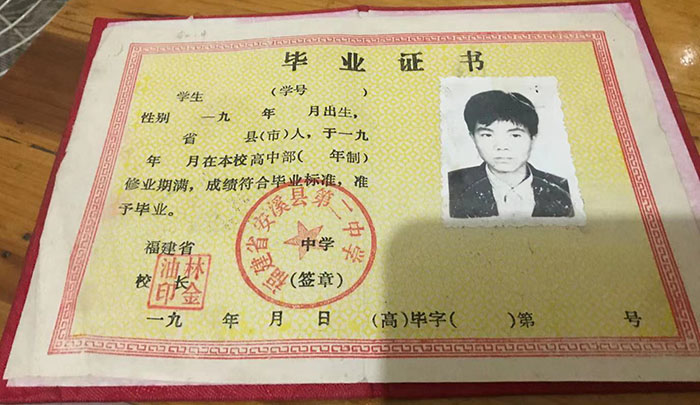 毕业证书
学生 (学号 )
性别 一九 年 月出生,
省 县(市)人, 于一九
年 月在本校高中部( 年制)
修业期满, 成绩符合毕业标准, 准
予毕业。
福建省 中学
福建省安溪县第二中学
校 长 (签章)
林金
油印
一九 年 月 日 (高)毕字( )第 号